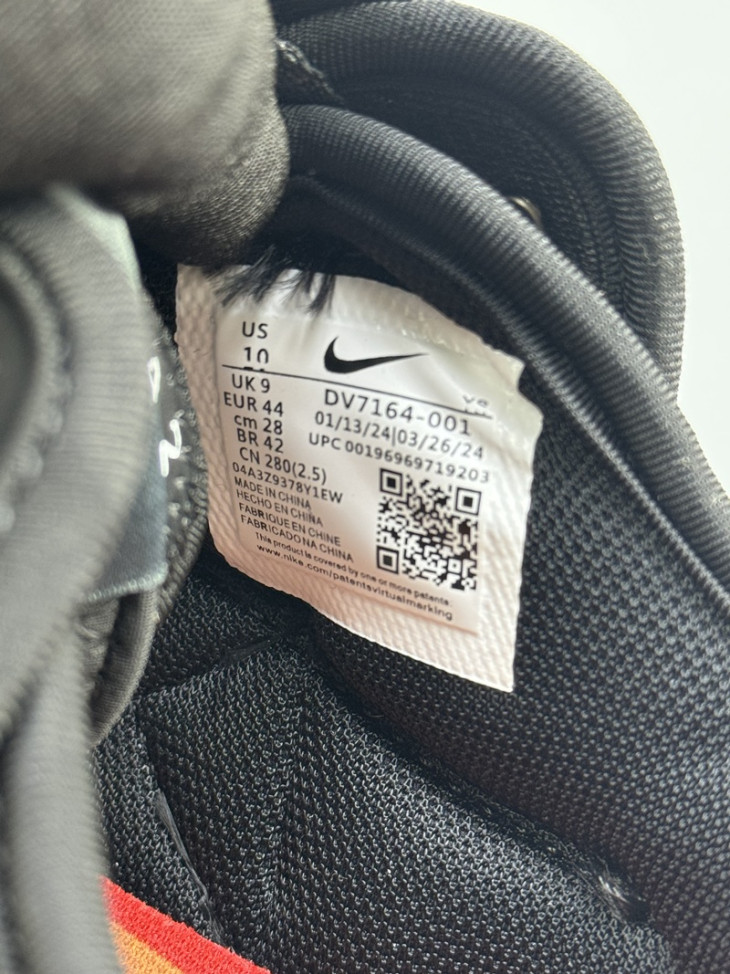 US
10
UK 9
EUR 44
cm 28
BR 42
CN 280(2.5)
04A3Z9378Y1EW
MADE IN CHINA
HECHO EN CHINA
FABRIQUE EN CHINE
FABRICADO NA CHINA
This product is covered by one or more patents.
www.nike.com/patentsvirtualmarking
DV7164-001
01/13/24|03/26/24
UPC 00196969719203